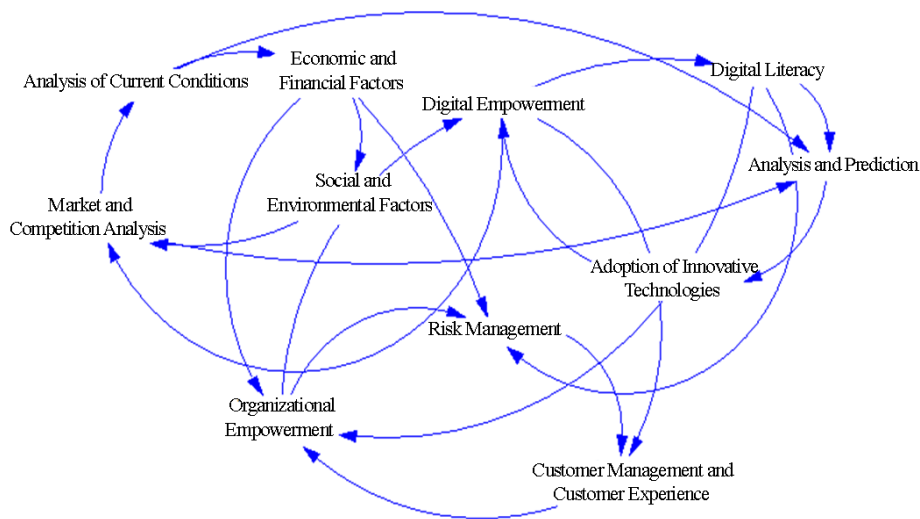 Economic and
Financial Factors
Analysis of Current Conditions
Digital Literacy
Digital Empowerment
Analysis and Prediction
Social and
Environmental Factors
Market and
Competition Analysis
Adoption of Innovative
Technologies
Risk Management
Organizational
Empowerment
Customer Management and
Customer Experience